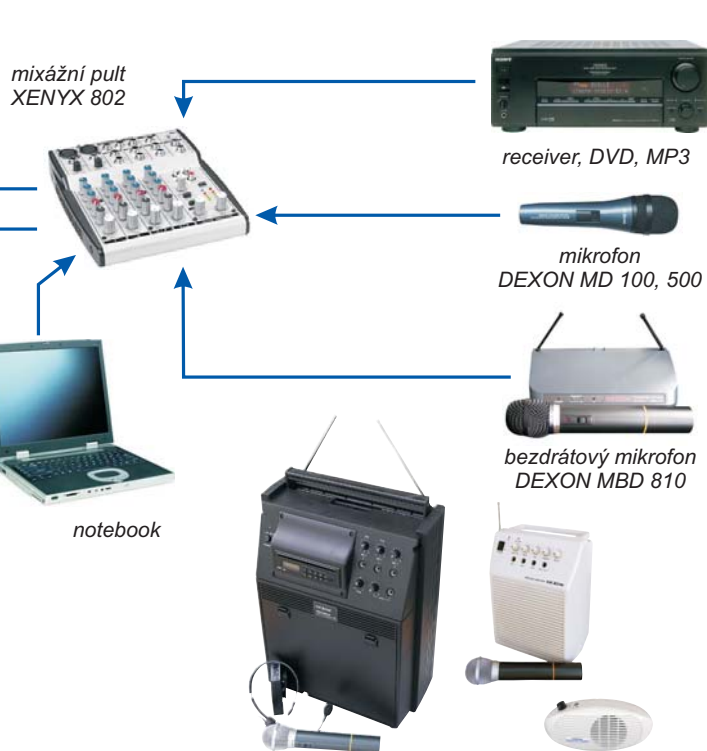 mixážní pult
XENYX 802
receiver, DVD, MP3
mikrofon
DEXON MD 100, 500
bezdrátový mikrofon
DEXON MBD 810
notebook